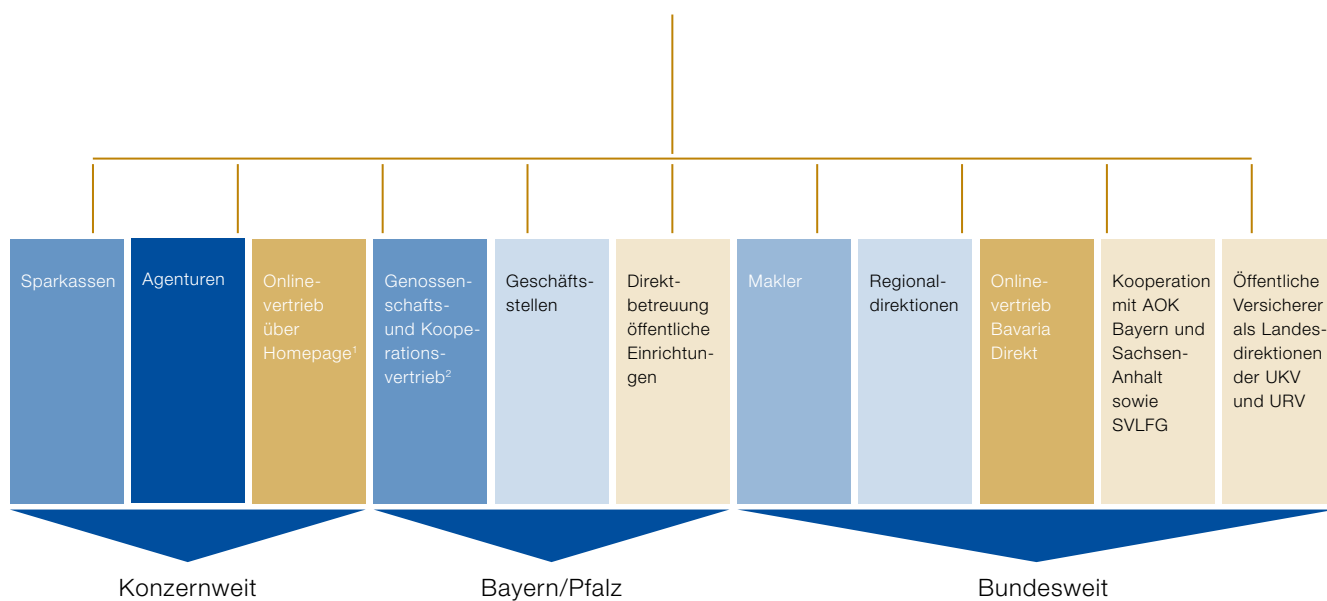 Sparkassen
Agenturen
Online-
vertrieb
über
Homepage¹
Genossen-
schafts-
und Koope-
rations-
vertrieb²
Geschäfts-
stellen
Direkt-
betreuung
öffentliche
Einrichtun-
gen
Makler
Regional-
direktionen
Online-
vertrieb
Bavaria
Direkt
Kooperation
mit AOK
Bayern und
Sachsen-
Anhalt
sowie
SVLFG
Öffentliche
Versicherer
als Landes-
direktionen
der UKV
und URV
Konzernweit
Bayern/Pfalz
Bundesweit